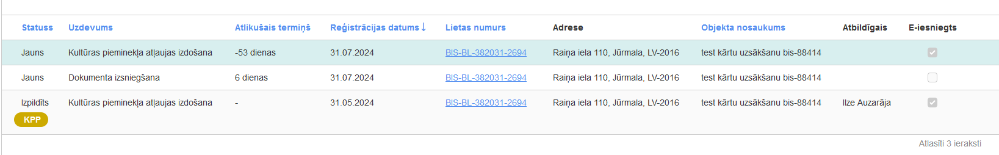 Statuss Uzdevums Atlikušais termiņš Reģistrācijas datums↓ Lietas numurs Adrese Objekta nosaukums Atbildīgais E-iesniegts
Jauns Kultūras pieminekļa atļaujas izdošana -53 dienas 31.07.2024 BIS-BL-382031-2694 Raiņa iela 110, Jūrmala, LV-2016 test kārtu uzsākšanu bis-88414
Jauns Dokumenta izsniegšana 6 dienas 31.07.2024 BIS-BL-382031-2694 Raiņa iela 110, Jūrmala, LV-2016 test kārtu uzsākšanu bis-88414
Izpildīts Kultūras pieminekļa atļaujas izdošana - 31.05.2024 BIS-BL-382031-2694 Raiņa iela 110, Jūrmala, LV-2016 test kārtu uzsākšanu bis-88414 Ilze Auzarāja
KPP
Atlasīti 3 ieraksti